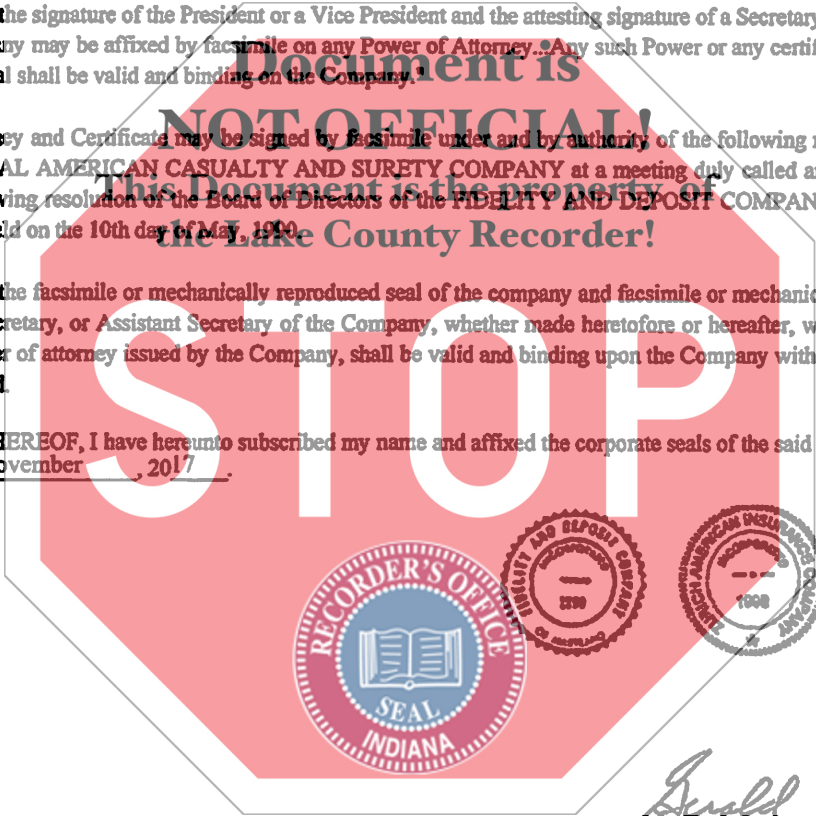 the signature of the President or a Vice President and the attesting signature of a Secretary
ny may be affixed by facsimile on any Power of Attorney...Any such Power or any certif
l shall be valid and binding on the Company."
Document is
NOT OFFICIAL!
This Document is the property of
the Lake County Recorder!
ey and Certificate may be signed by facsimile under and by authority of the following
AL AMERICAN CASUALTY AND SURETY COMPANY at a meeting duly called a
ving resolution of the Board of Directors of the FIDELITY AND DEPOSIT COMPAN
ld on the 10th day of May, 1990.
the facsimile or mechanically reproduced seal of the company and facsimile or mechanic
cretary, or Assistant Secretary of the Company, whether made heretofore or hereafter, w
r of attorney issued by the Company, shall be valid and binding upon the Company with
d.
STOP
HEREOF, I have hereunto subscribed my name and affixed the corporate seals of the said
ovember , 2017 .
FIDELITY AND DEPOSIT COMPANY
ZURICH AMERICAN INSURANCE COMPANY
1998
RECORDER'S OFFICE
SEAL
INDIANA
Gerald